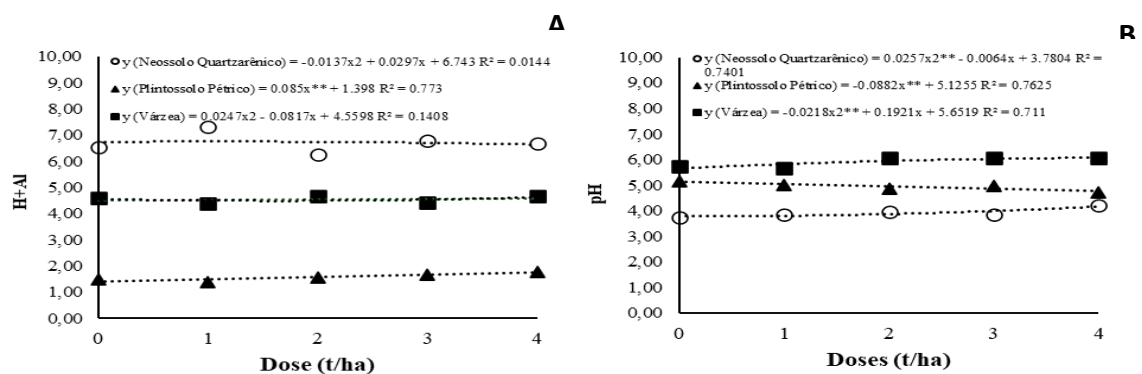 A
10,00
9,00
8,00
7,00
6,00
5,00
4,00
3,00
2,00
1,00
0,00
H+Al
y (Neossolo Quartzarênico) = -0.0137x2 + 0.0297x + 6.743 R² = 0.0144
y (Plintossolo Pétrico) = 0.085x** + 1.398 R² = 0.773
y (Várzea) = 0.0247x2 - 0.0817x + 4.5598 R² = 0.1408
0 1 2 3 4
Dose (t/ha)
B
10,00
9,00
8,00
7,00
6,00
5,00
4,00
3,00
2,00
1,00
0,00
pH
y (Neossolo Quartzarênico) = 0.0257x2** - 0.0064x + 3.7804 R² =
0.7401
y (Plintossolo Pétrico) = -0.0882x** + 5.1255 R² = 0.7625
y (Várzea) = -0.0218x2** + 0.1921x + 5.6519 R² = 0.711
0 1 2 3 4
Doses (t/ha)